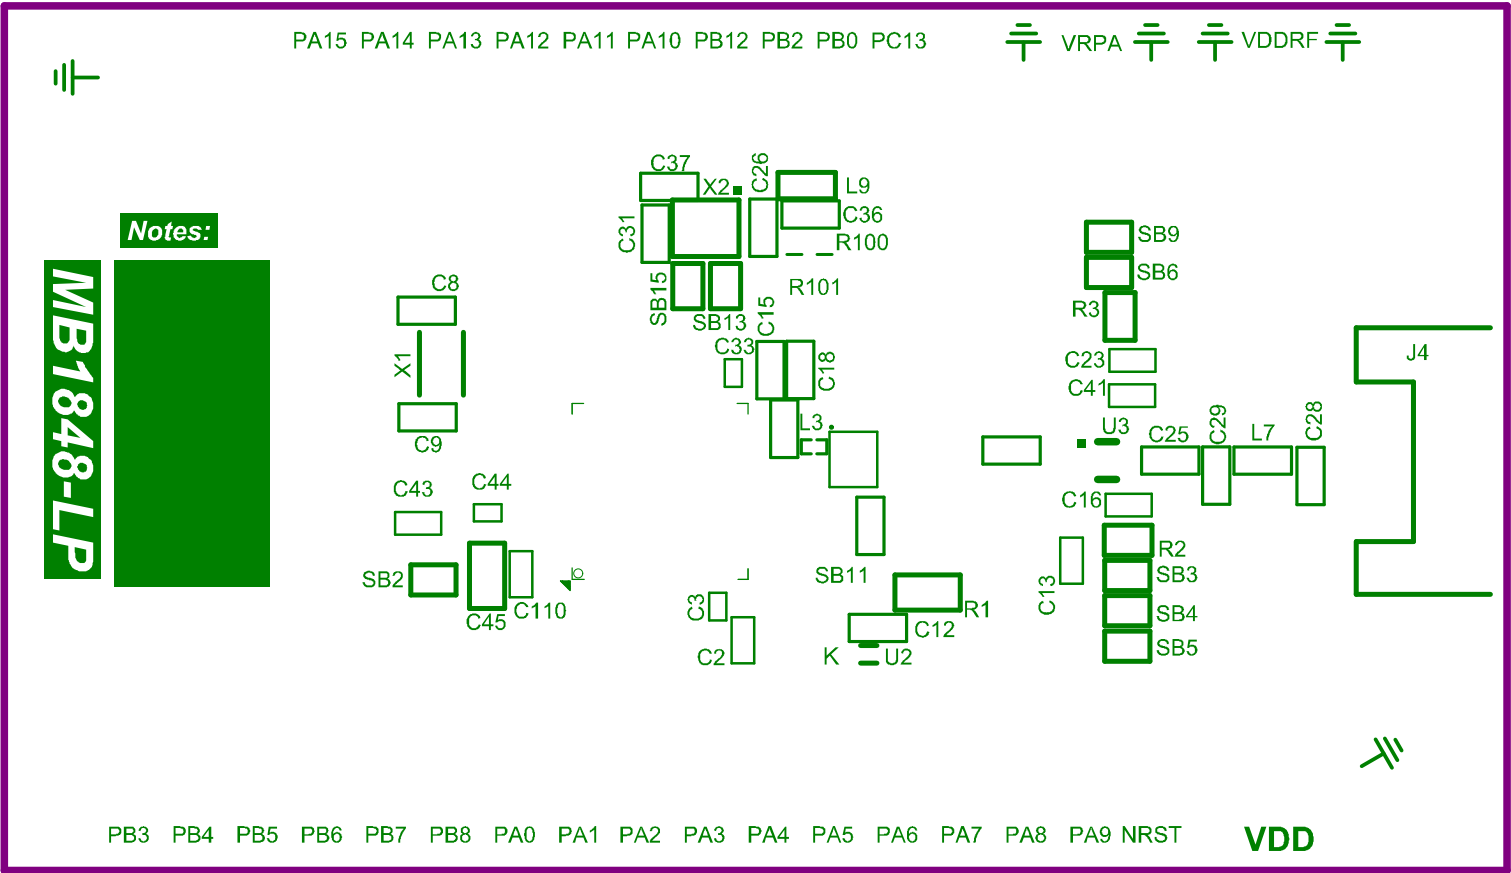 PA15 PA14 PA13 PA12 PA11 PA10 PB12 PB2 PB0 PC13 VRPA VDDRF
C37
X2
C26
L9
C36
C31
R100
R101
SB15
SB13
C15
C33
C18
L3
Notes:
MB1848-LP
C8
X1
C9
C43
C44
SB2
C45
C110
C3
C2
SB11
R1
C12
K
U2
SB9
SB6
R3
C23
C41
U3
C25
C29
L7
C28
J4
C16
R2
C13
SB3
SB4
SB5
PB3 PB4 PB5 PB6 PB7 PB8 PA0 PA1 PA2 PA3 PA4 PA5 PA6 PA7 PA8 PA9 NRST VDD